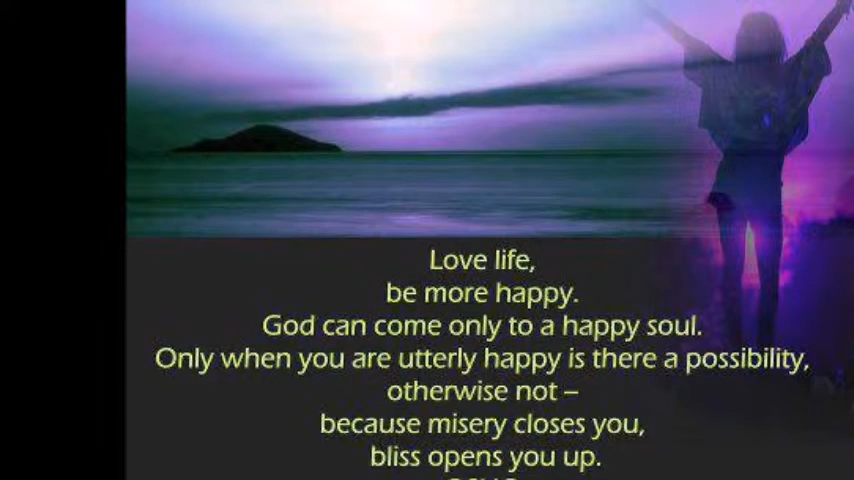 Love life,
be more happy.
God can come only to a happy soul.
Only when you are utterly happy is there a possibility,
otherwise not –
because misery closes you,
bliss opens you up.